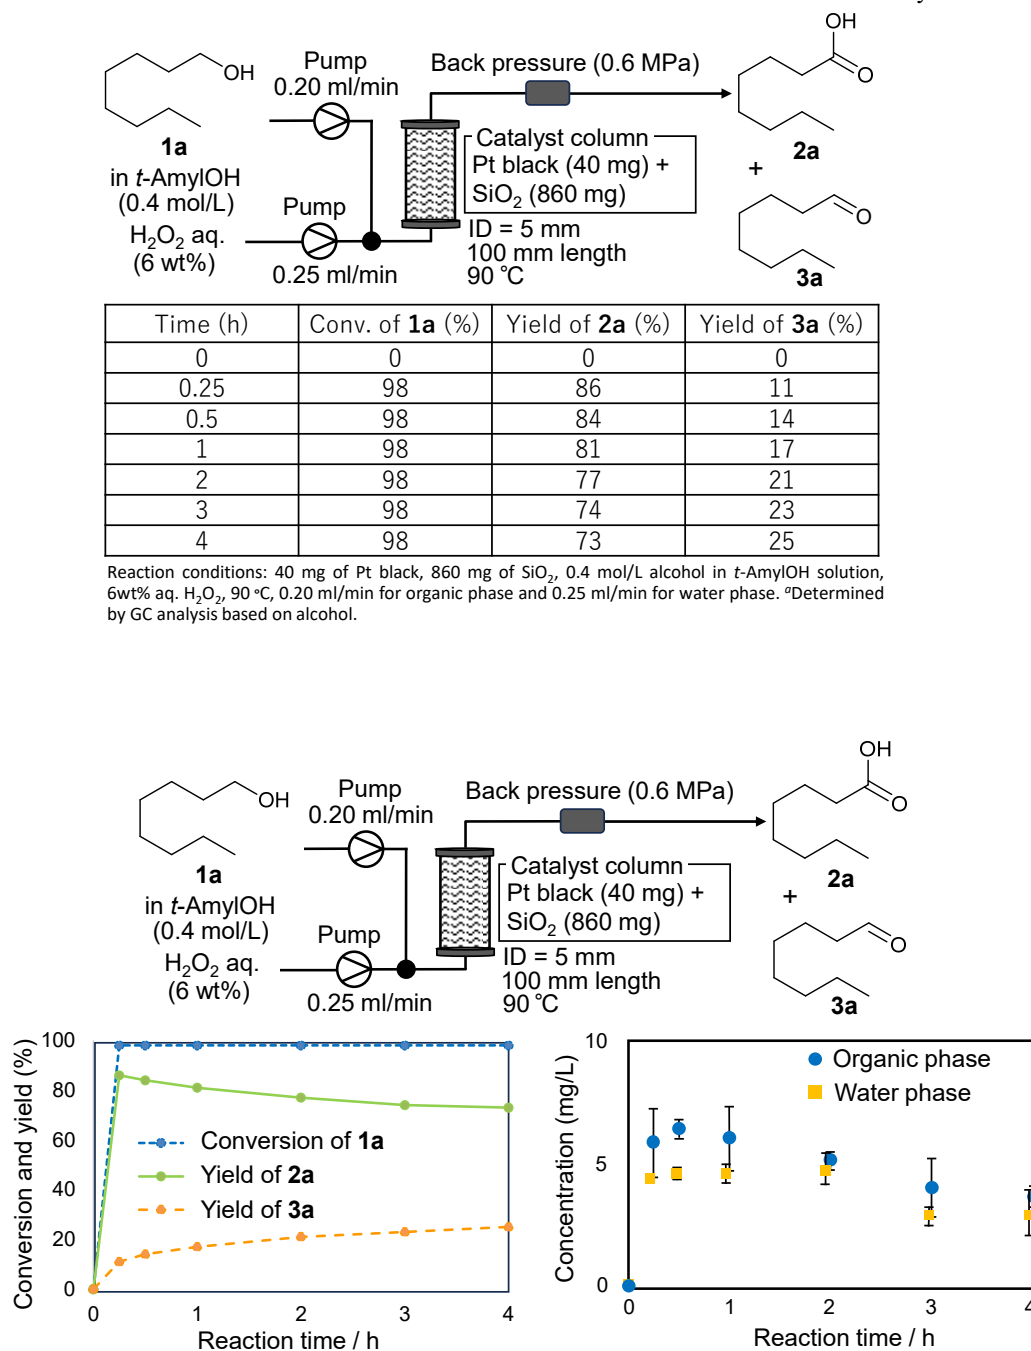 OH
O
Pump
0.20 ml/min
Back pressure (0.6 MPa)
OH
1a
in t-AmylOH
(0.4 mol/L)
H2O2 aq.
(6 wt%)
Pump
0.25 ml/min
Catalyst column
Pt black (40 mg) +
SiO2 (860 mg)
ID = 5 mm
100 mm length
90 °C
2a
+
O
3a
Time (h) Conv. of 1a (%) Yield of 2a (%) Yield of 3a (%)
0 0 0 0
0.25 98 86 11
0.5 98 84 14
1 98 81 17
2 98 77 21
3 98 74 23
4 98 73 25
Reaction conditions: 40 mg of Pt black, 860 mg of SiO2, 0.4 mol/L alcohol in t-AmylOH solution,
6wt% aq. H2O2, 90 °C, 0.20 ml/min for organic phase and 0.25 ml/min for water phase. aDetermined
by GC analysis based on alcohol.
OH
O
Pump
0.20 ml/min
Back pressure (0.6 MPa)
OH
1a
in t-AmylOH
(0.4 mol/L)
H2O2 aq.
(6 wt%)
Pump
0.25 ml/min
Catalyst column
Pt black (40 mg) +
SiO2 (860 mg)
ID = 5 mm
100 mm length
90 °C
2a
+
O
3a
Conversion and yield (%)
100
80
60
40
20
0
Conversion of 1a
Yield of 2a
Yield of 3a
0 1 2 3 4
Reaction time / h
Concentration (mg/L)
10
5
0
Organic phase
Water phase
0 1 2 3 4
Reaction time / h